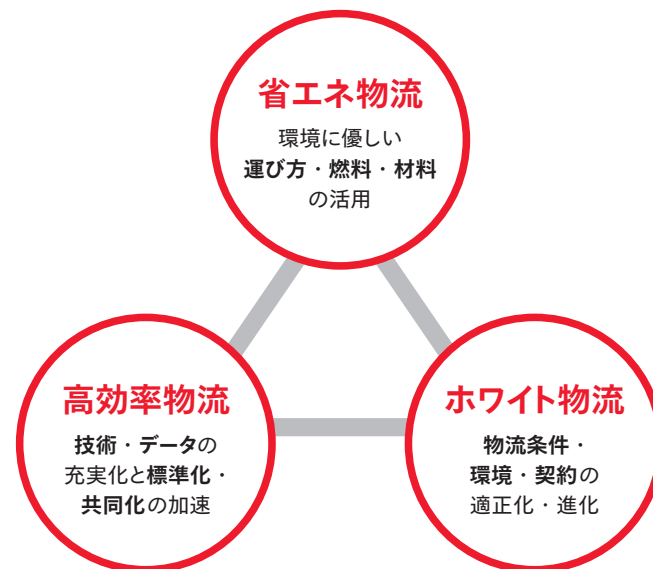 省エネ物流
環境に優しい
運び方・燃料・材料
の活用
高効率物流
技術・データの
充実化と標準化・
共同化の加速
ホワイト物流
物流条件・
環境・契約の
適正化・進化